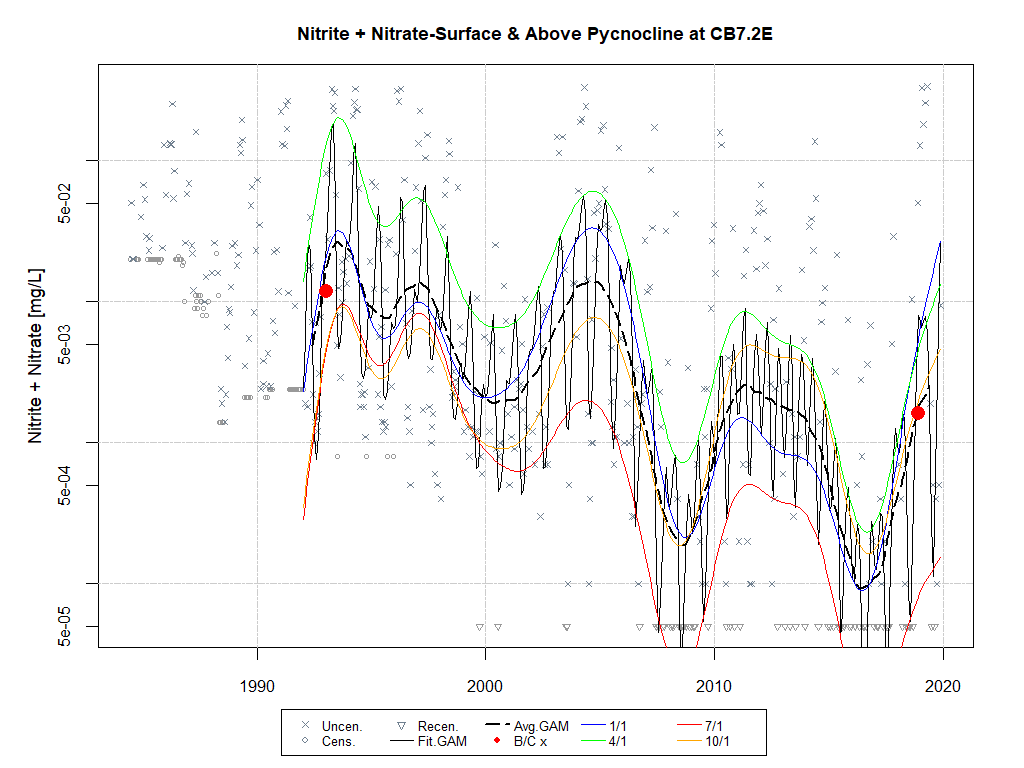 Nitrite + Nitrate-Surface & Above Pycnocline at CB7.2E
Nitrite + Nitrate [mg/L]
5e-02
5e-03
5e-04
5e-05
1990 2000 2010 2020
Uncen. Recen. Avg.GAM 1/1 7/1
Cens. Fit.GAM B/C x 4/1 10/1